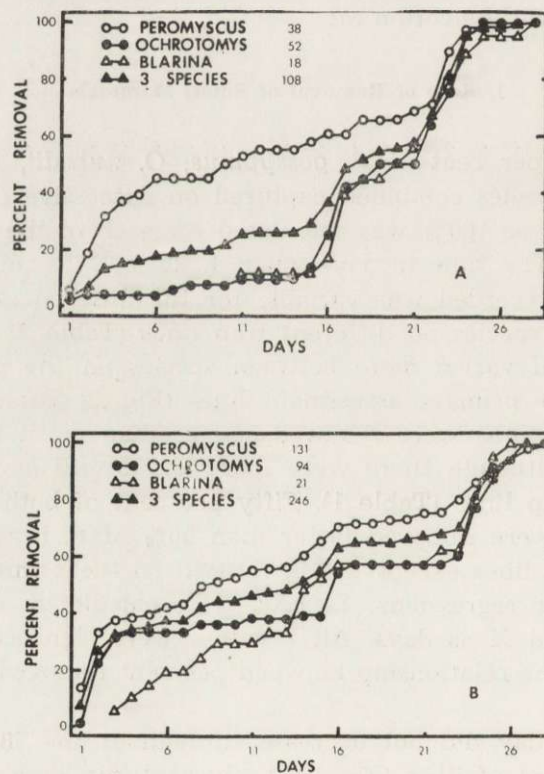 100
80
60
40
20
0
PERCENT REMOVAL
PEROMYSCUS 38
OCHROTOMYS 52
BLARINA 18
3 SPECIES 108
A
6 11 16 21 26
DAYS
100
80
60
40
20
0
PERCENT REMOVAL
PEROMYSCUS 131
OCHROTOMYS 94
BLARINA 21
3 SPECIES 246
B
6 11 16 21 26
DAYS